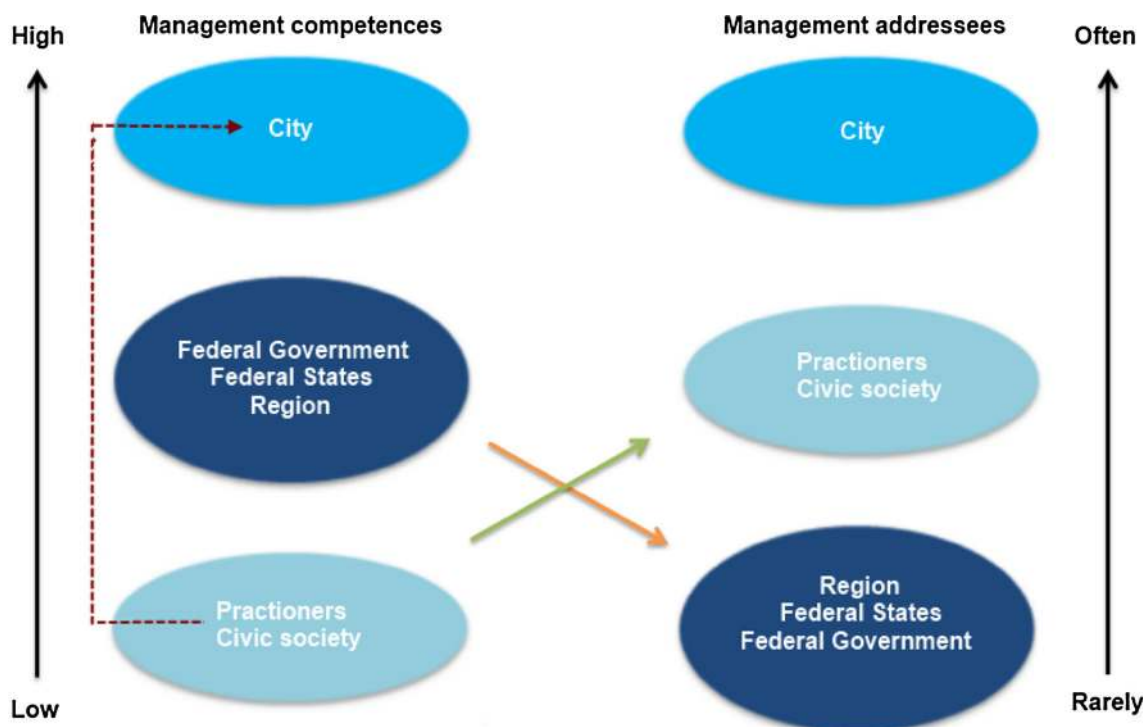 Management competences
Management addressees
High
Often
City
City
Federal Government
Federal States
Region
Practioners
Civic society
Practioners
Civic society
Region
Federal States
Federal Government
Low
Rarely